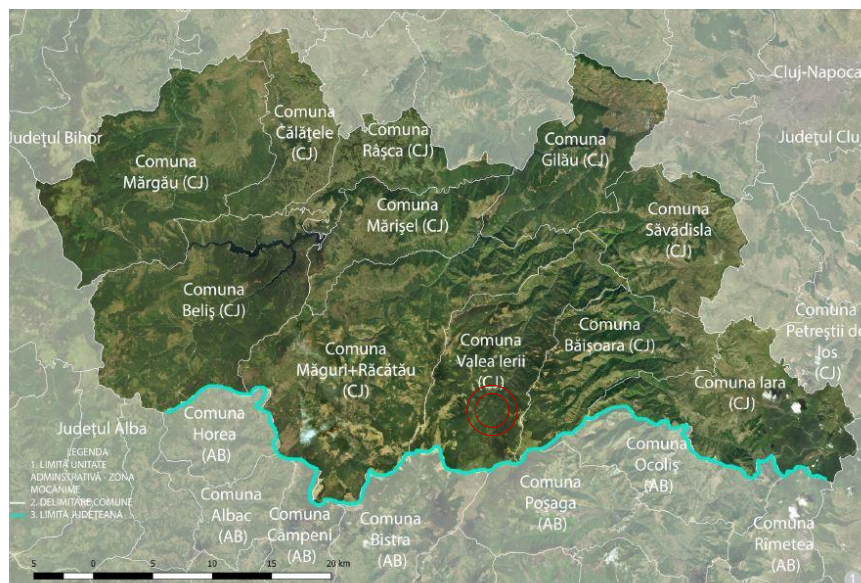 Cluj-Napoca
Comuna
Călățele
(CJ)
Județul Bihor
Comuna
Râșca (CJ)
Comuna
Gilău (CJ)
Județul Cluj
Comuna
Mărgău (CJ)
Comuna
Mărișel (CJ)
Comuna
Săvădisla
(CJ)
Comuna
Beliș (CJ)
Comuna
Măguri+Răcătău
(CJ)
Comuna
Valea Ierii
(CJ)
Comuna
Băișoara (CJ)
Comuna
Petreștii de
Jos
(CJ)
Comuna Iara
(CJ)
Comuna
Horea
(AB)
Județul Alba
LEGENDA
1. LIMITĂ UNITATE
ADMINSTRATIVĂ - ZONA
MOCĂNIME
2. DELIMITARE COMUNE
3. LIMITĂ JUDEȚEANĂ
Comuna
Albac
(AB)
Comuna
Câmpeni
(AB)
Comuna
Bistra
(AB)
Comuna
Poșaga
(AB)
Comuna
Ocoliș
(AB)
Comuna
Rimetea
(AB)
5 0 5 10 15 20 km